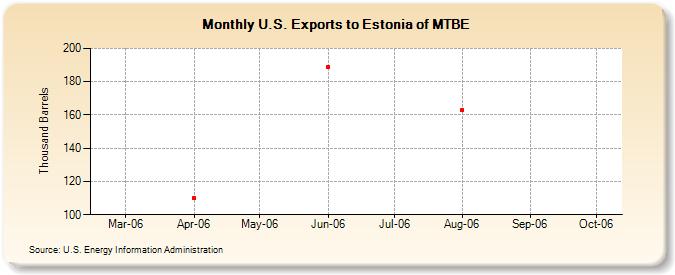 Monthly U.S. Exports to Estonia of MTBE
Thousand Barrels
200
180
160
140
120
100
Mar-06 Apr-06 May-06 Jun-06 Jul-06 Aug-06 Sep-06 Oct-06
Source: U.S. Energy Information Administration